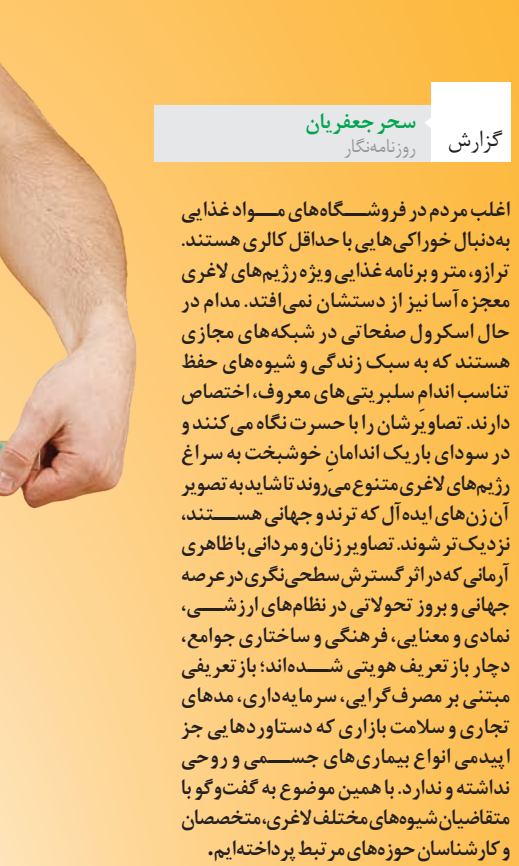 گزارش
سحر جعفریان
روزنامه‌نگار
اغلب مردم در فروشگاه‌های مواد غذایی
به‌دنبال خوراکی‌هایی با حداقل کالری هستند.
ترازو، متر و برنامه غذایی ویژه رژیم‌های لاغری
معجزه‌آسا نیز از دستشان نمی‌افتد. مدام در
حال اسکرول صفحاتی در شبکه‌های مجازی
هستند که به سبک زندگی و شیوه‌های حفظ
تناسب اندام سلبریتی‌های معروف، اختصاص
دارند. تصاویرِشان را با حسرت نگاه می‌کنند و
در سودای باریک اندامانِ خوشبخت به سراغ
رژیم‌های لاغری متنوع می‌روند تا شاید به تصویر
آن زن‌های ایده‌آل که ترند و جهانی هستند،
نزدیک‌تر شوند. تصاویر زنان و مردانی با ظاهری
آرمانی که در اثر گسترش سطحی‌نگری در عرصه
جهانی و بروز تحولاتی در نظام‌های ارزشی،
نمادی و معنایی، فرهنگی و ساختاری جوامع،
دچار بازتعریف هویتی شده‌اند؛ بازتعریفی
مبتنی بر مصرف‌گرایی، سرمایه‌داری، مدهای
تجاری و سلامت بازاری که دستاوردهایی جز
اپیدمی انواع بیماری‌های جسمی و روحی
نداشته و ندارد. با همین موضوع به گفت‌وگو با
متقاضیان شیوه‌های مختلف لاغری، متخصصان
و کارشناسان حوزه‌های مرتبط پرداخته‌ایم.